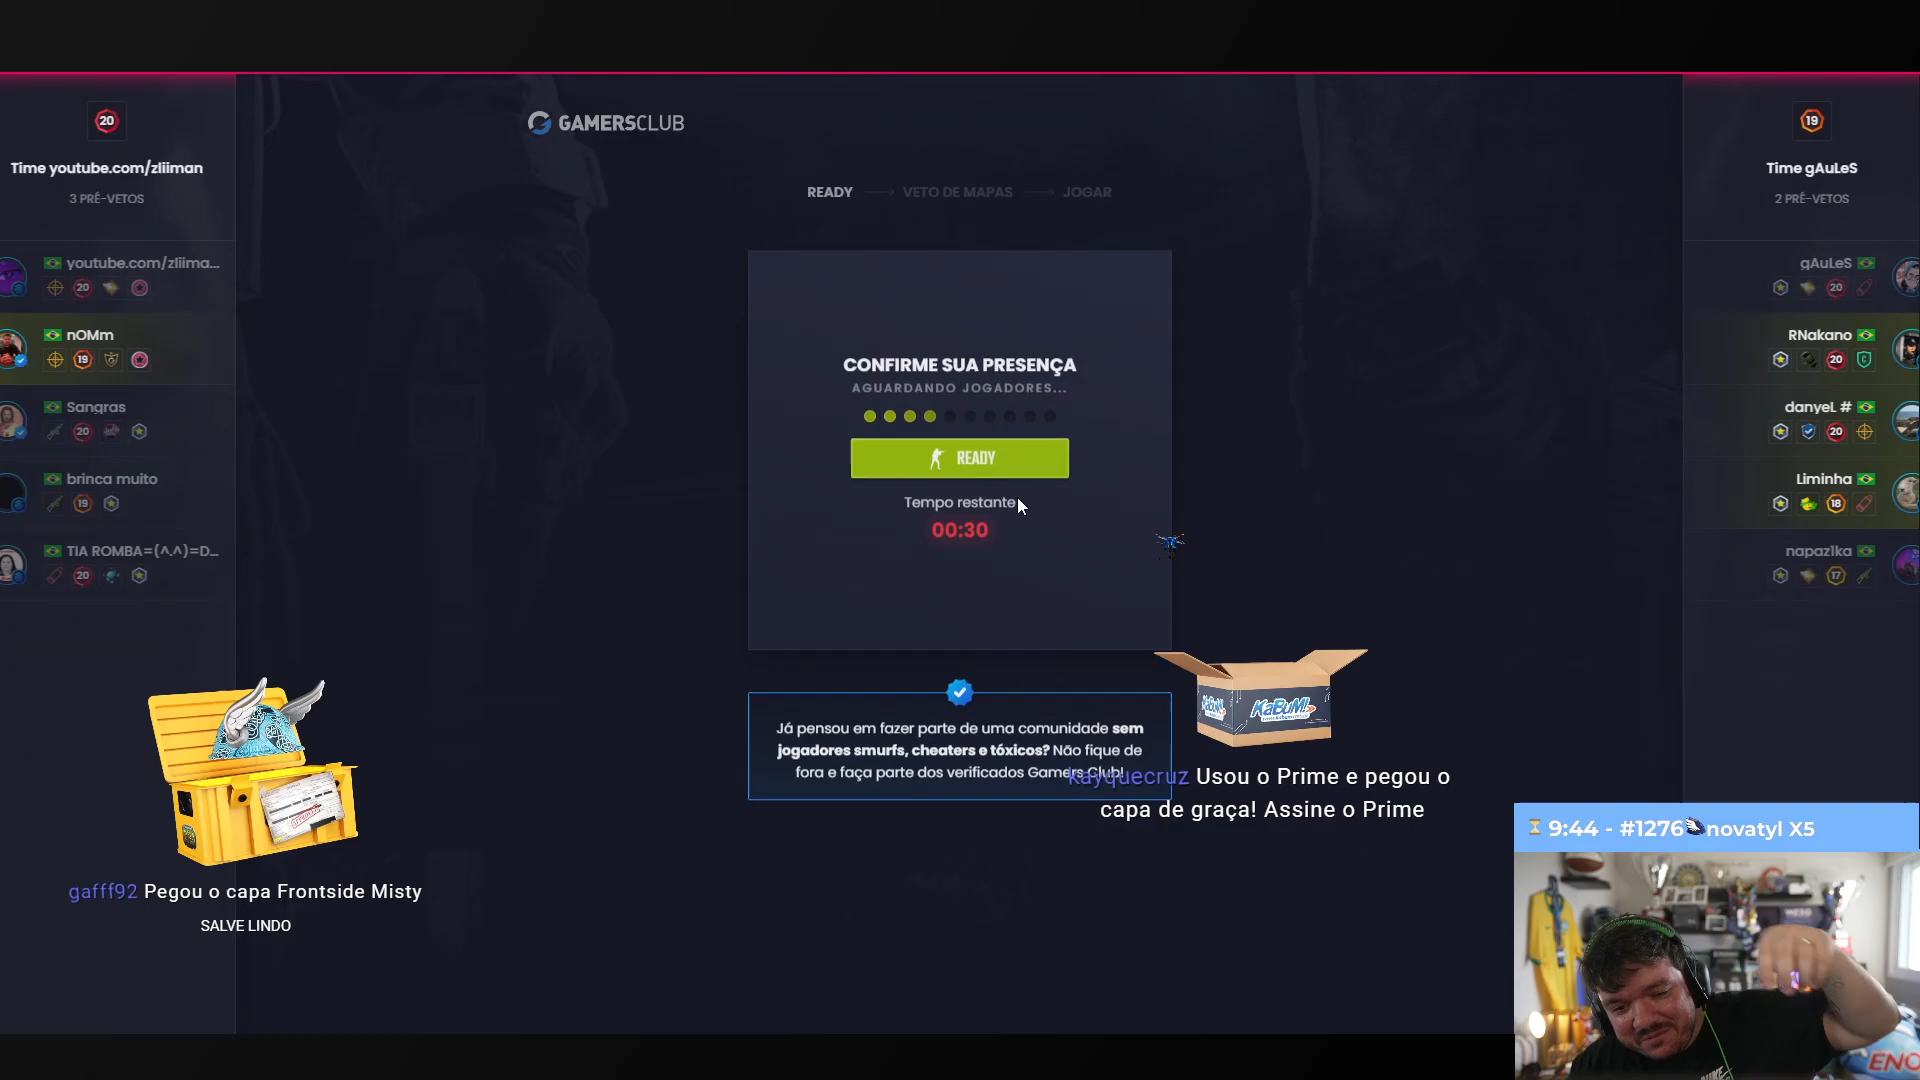 20
Time youtube.com/zliiman
3 PRÉ-VETOS
youtube.com/zliima...
20
nOMm
19
Sangras
20
brinca muito
19
TIA ROMBA=(^.^)=D...
20
GAMERSCLUB
READY
VETO DE MAPAS
JOGAR
CONFIRME SUA PRESENÇA
AGUARDANDO JOGADORES...
READY
Tempo restante
00:30
Já pensou em fazer parte de uma comunidade sem
jogadores smurfs, cheaters e tóxicos? Não fique de
fora e faça parte dos verificados Gamers Club!
19
Time gAuLeS
2 PRÉ-VETOS
gAuLeS
20
RNakano
20
danyeL #
20
Liminha
18
napaz1ka
17
KaBuM!
kayquecruz Usou o Prime e pegou o
capa de graça! Assine o Prime
gafff92 Pegou o capa Frontside Misty
SALVE LINDO
9:44 - #1276 novatyl X5